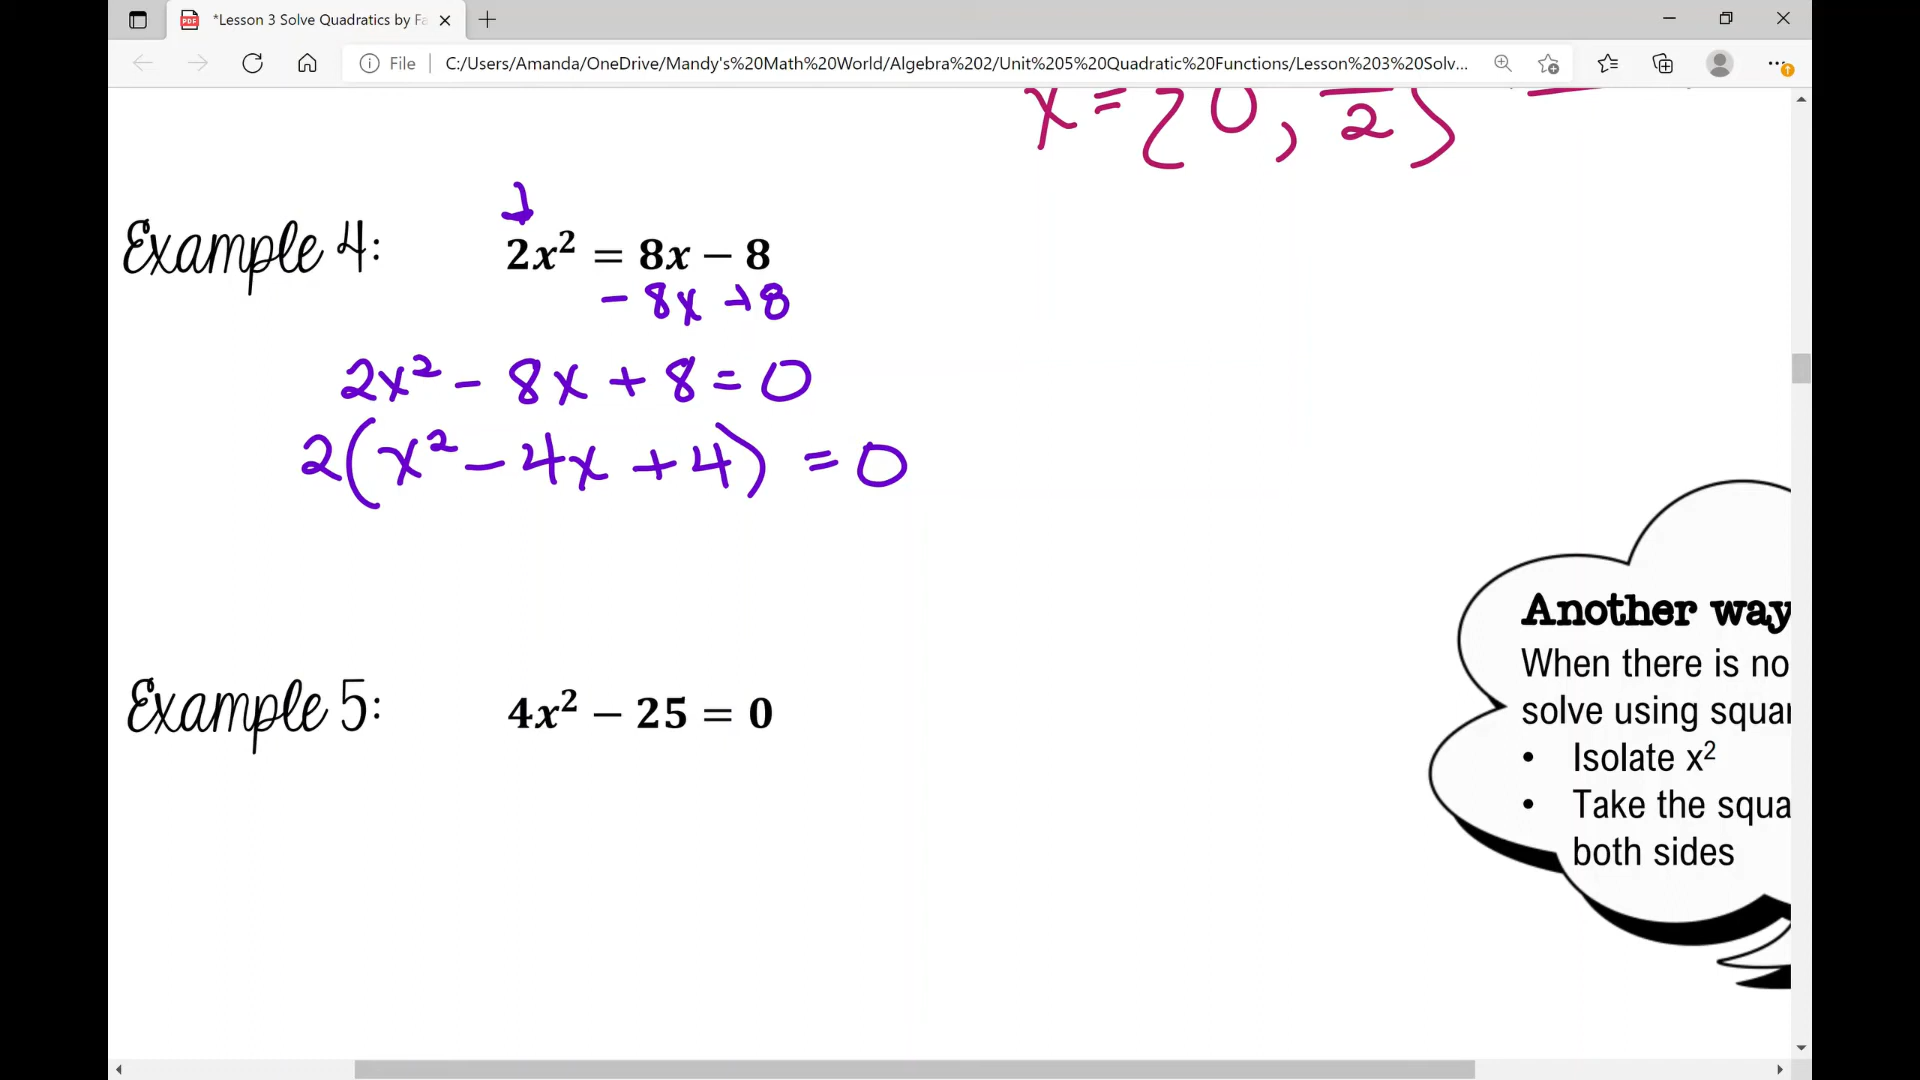 *Lesson 3 Solve Quadratics by Fa
File C:/Users/Amanda/OneDrive/Mandy's%20Math%20World/Algebra%202/Unit%205%20Quadratic%20Functions/Lesson%203%20Solv...
x = { 0, 2 }
Example 4: 2x² = 8x − 8
- 8x +8
2x² - 8x + 8 = 0
2(x² - 4x + 4) = 0
Another way
When there is no
solve using squar
• Isolate x²
• Take the squa
both sides
Example 5: 4x² − 25 = 0